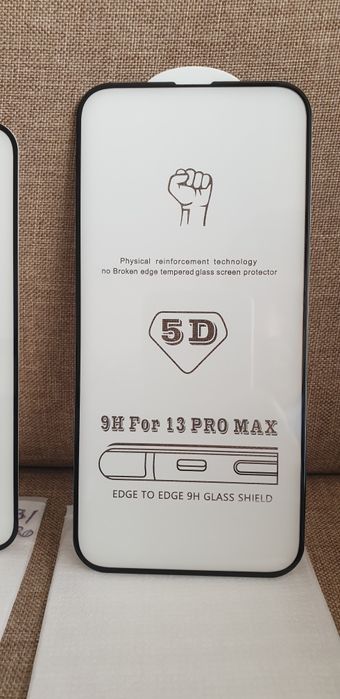 Physical reinforcement technology
no Broken edge tempered glass screen protector
5D
9H For 13 PRO MAX
EDGE TO EDGE 9H GLASS SHIELD